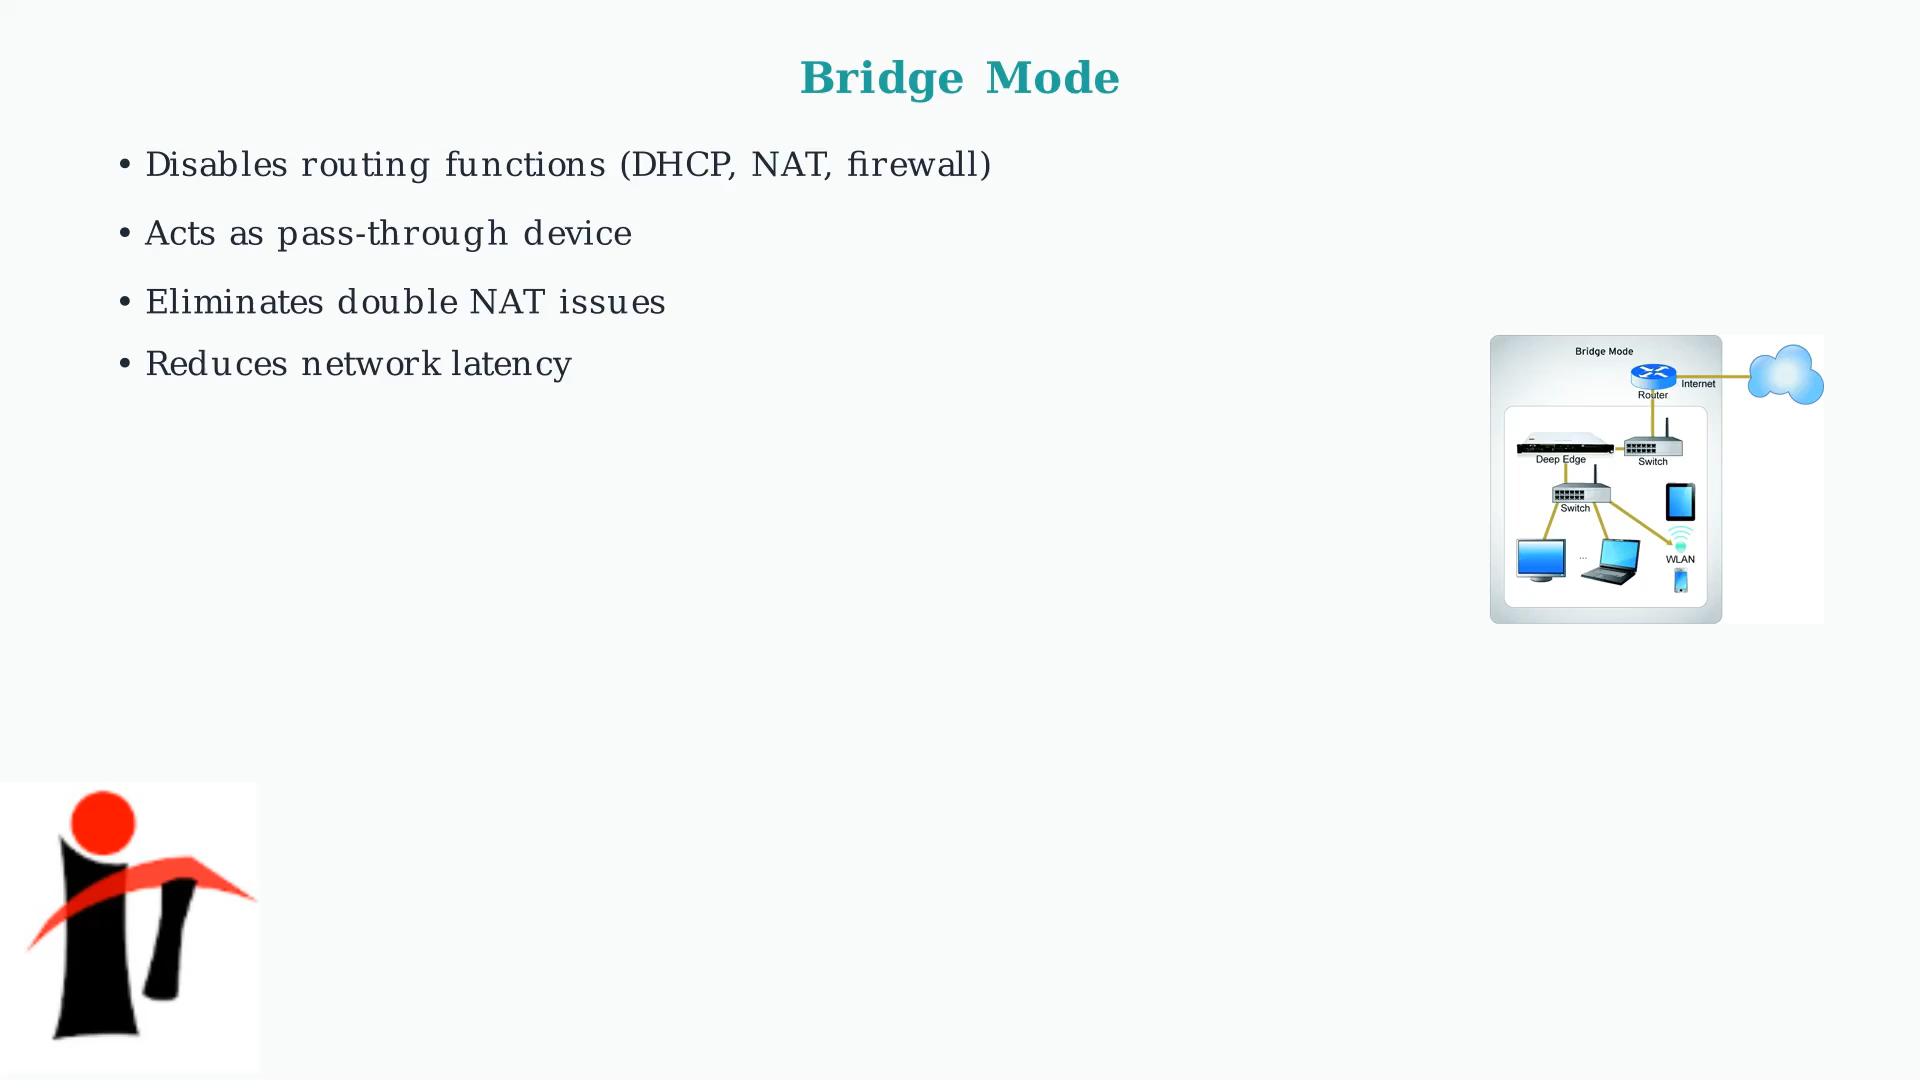 Bridge Mode
• Disables routing functions (DHCP, NAT, firewall)
• Acts as pass-through device
• Eliminates double NAT issues
• Reduces network latency
Bridge Mode
Internet
Router
Deep Edge
Switch
Switch
...
WLAN